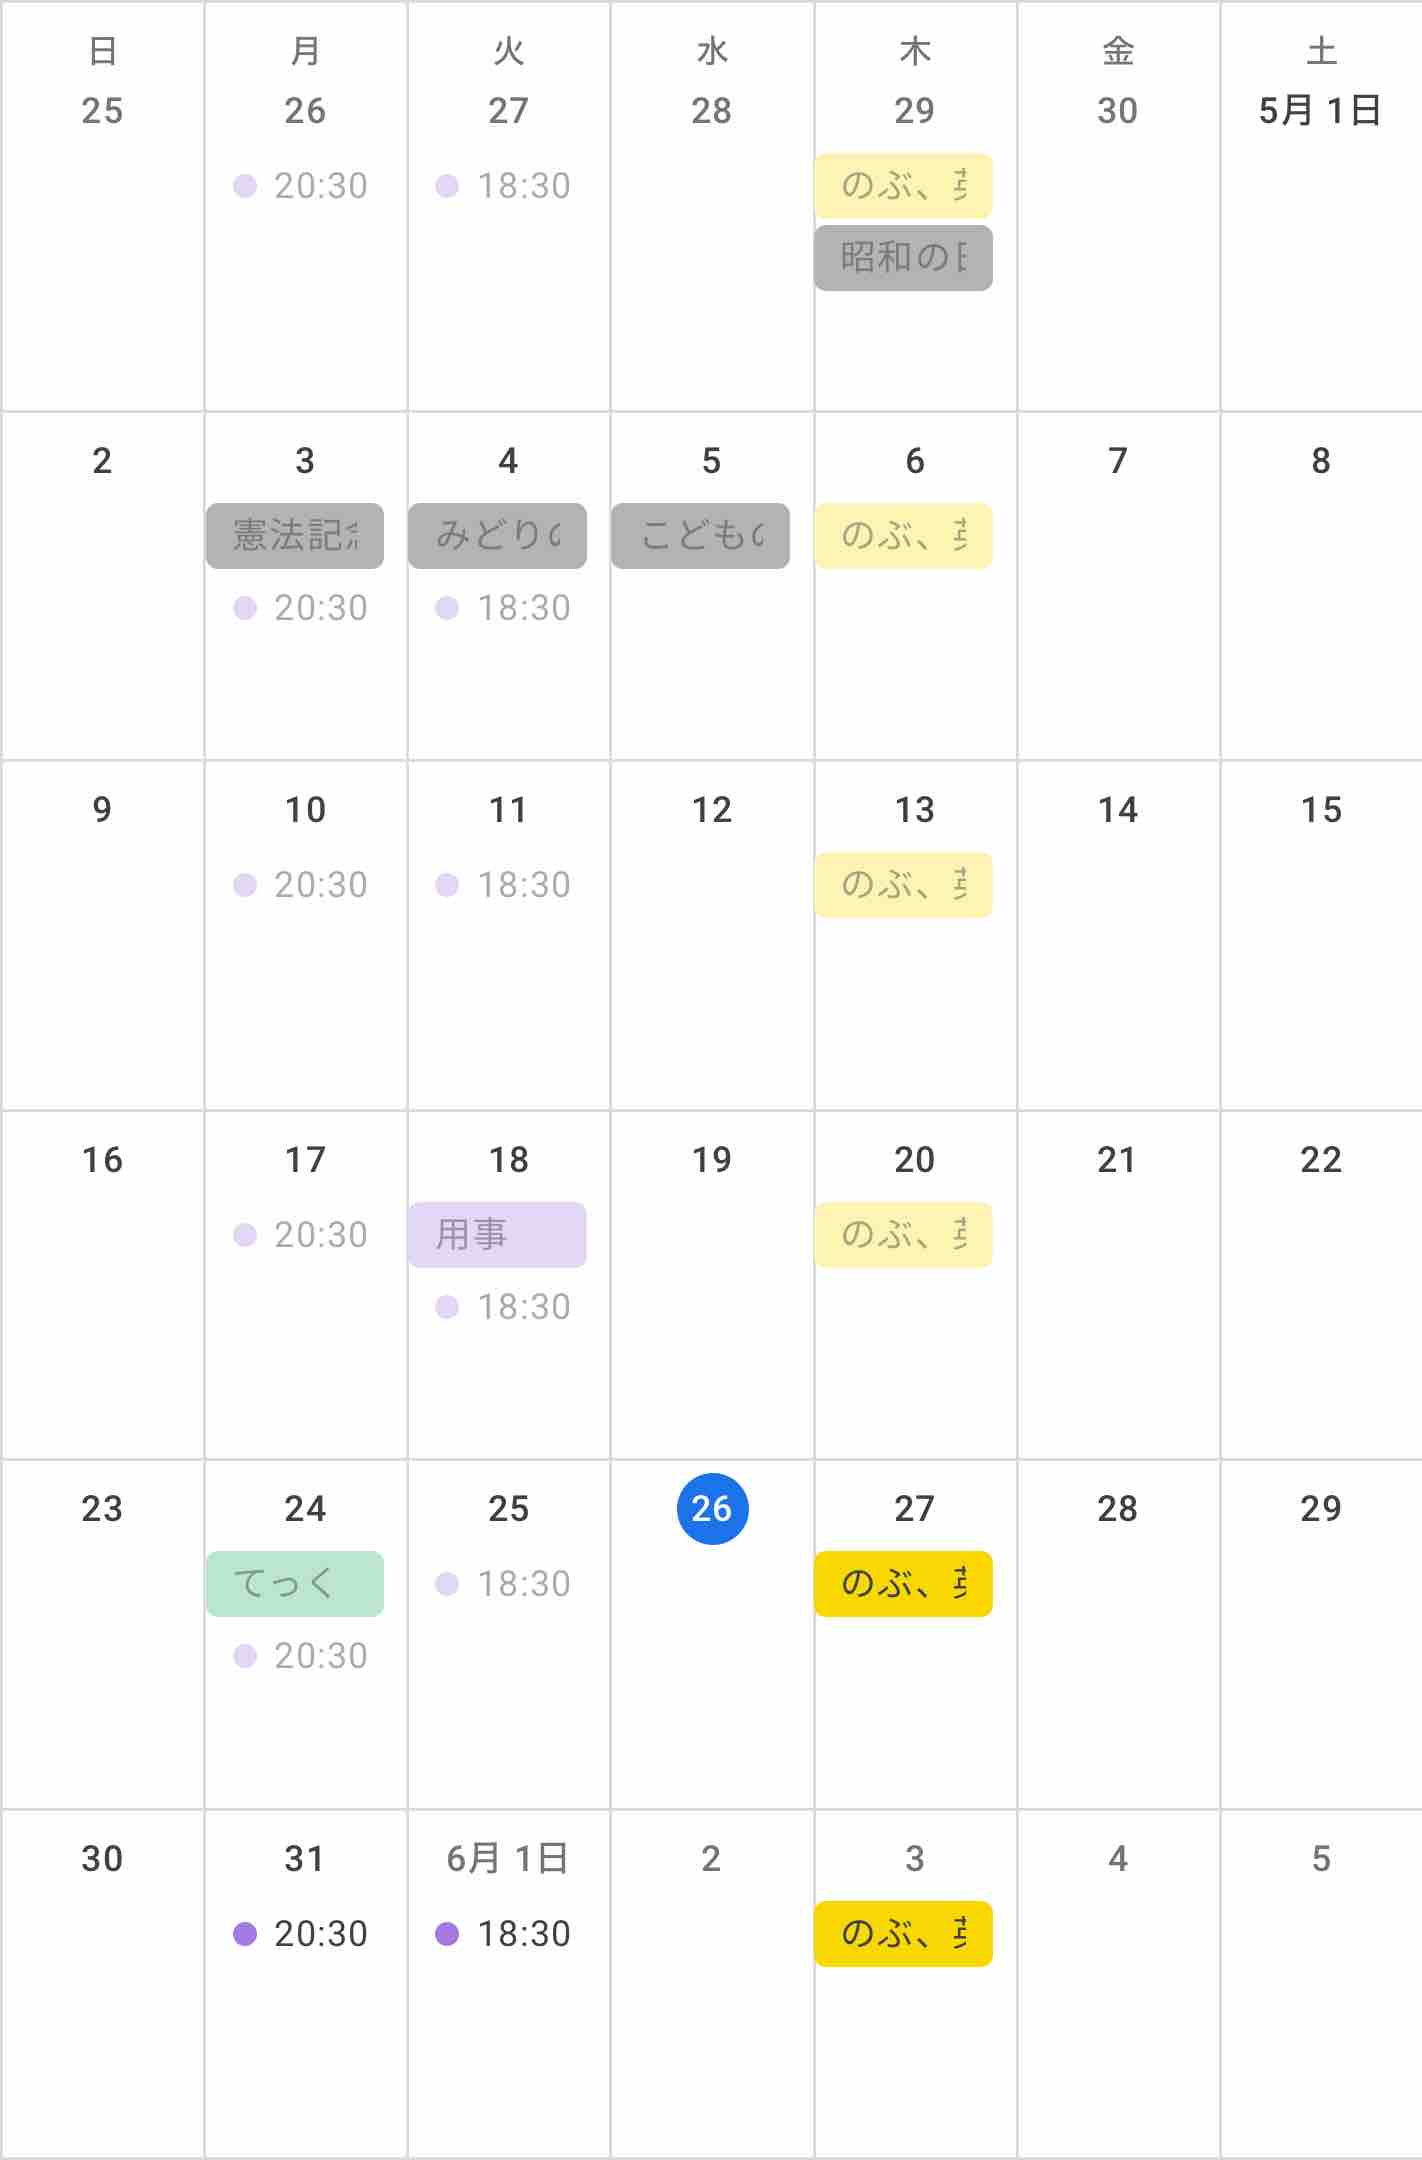 日 月 火 水 木 金 土
25 26 27 28 29 30 5月 1日
20:30 18:30 のぶ、
昭和の
2 3 4 5 6 7 8
憲法記 みどり こども のぶ、
20:30 18:30
9 10 11 12 13 14 15
20:30 18:30 のぶ、
16 17 18 19 20 21 22
20:30 用事 のぶ、
18:30
23 24 25 26 27 28 29
てっく 18:30 のぶ、
20:30
30 31 6月 1日 2 3 4 5
20:30 18:30 のぶ、